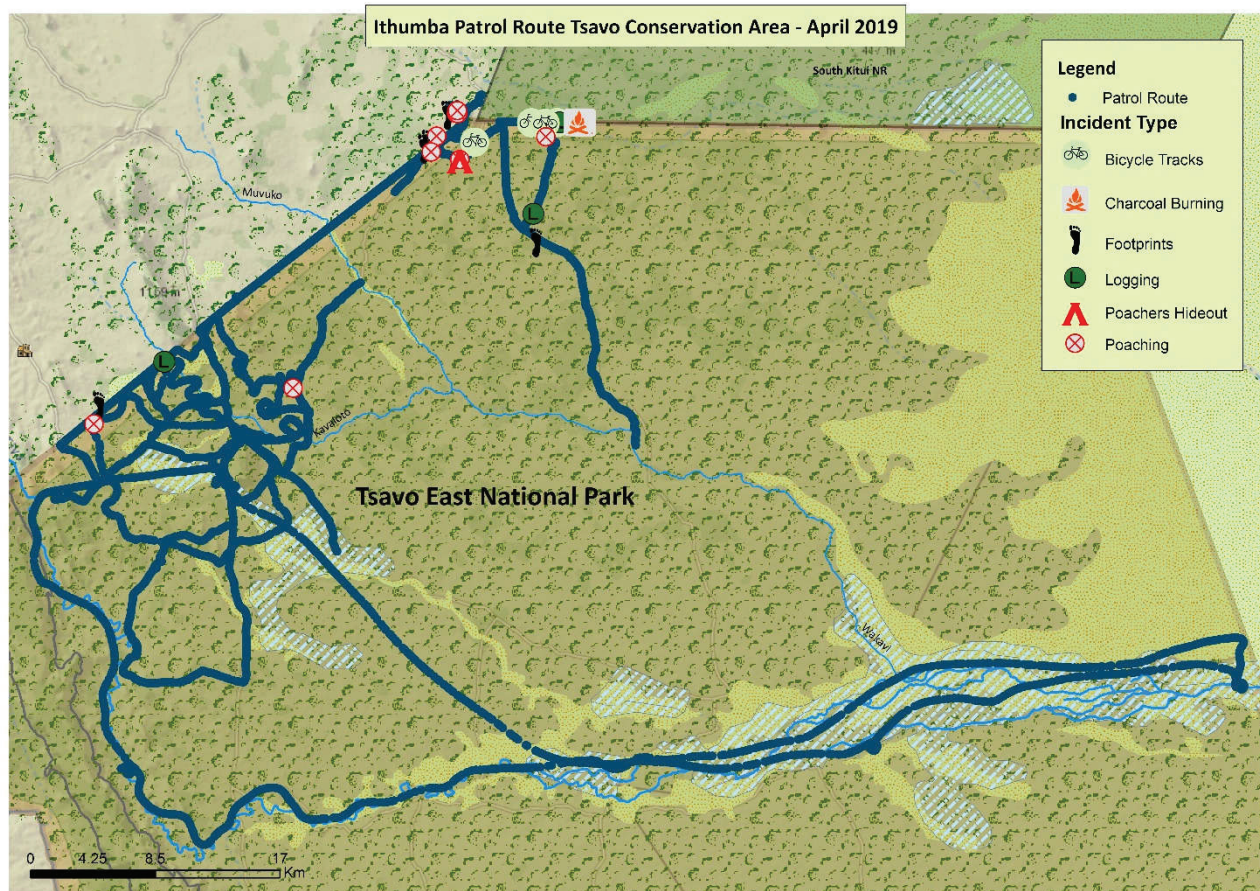 Ithumba Patrol Route Tsavo Conservation Area - April 2019
South Kitui NR
Legend
Patrol Route
Incident Type
Bicycle Tracks
Charcoal Burning
Footprints
L Logging
Poachers Hideout
Poaching
Muvuko
L
L
Kavaloto
Tsavo East National Park
Wakavi
0 4.25 8.5 17
Km